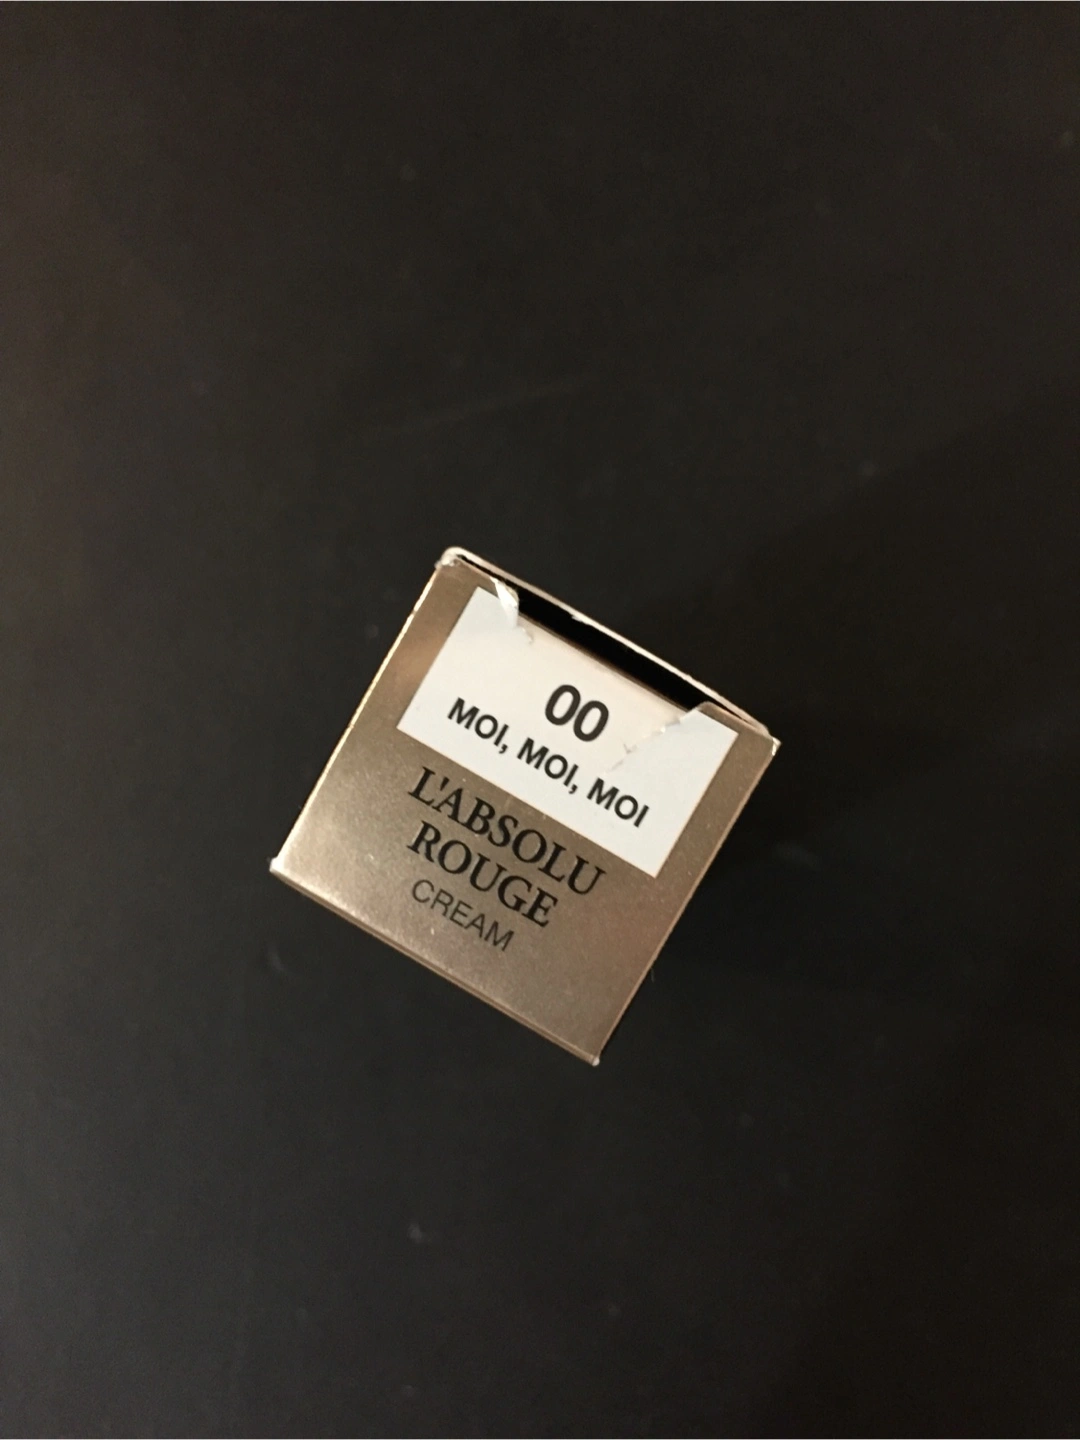 00
MOI, MOI, MOI
L'ABSOLU
ROUGE
CREAM